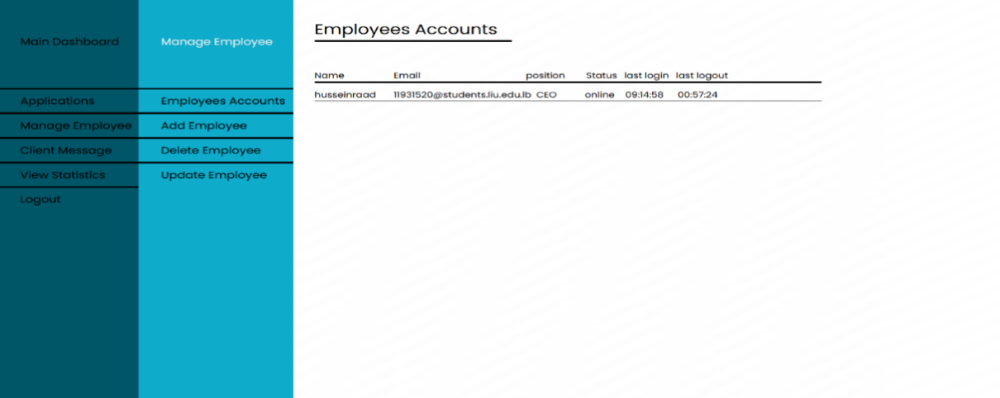 Main Dashboard
Applications
Manage Employee
Client Message
View Statistics
Logout
Manage Employee
Employees Accounts
Add Employee
Delete Employee
Update Employee
Employees Accounts
Name Email position Status last login last logout
husseinraad 11931520@students.liu.edu.lb CEO online 09:14:58 00:57:24